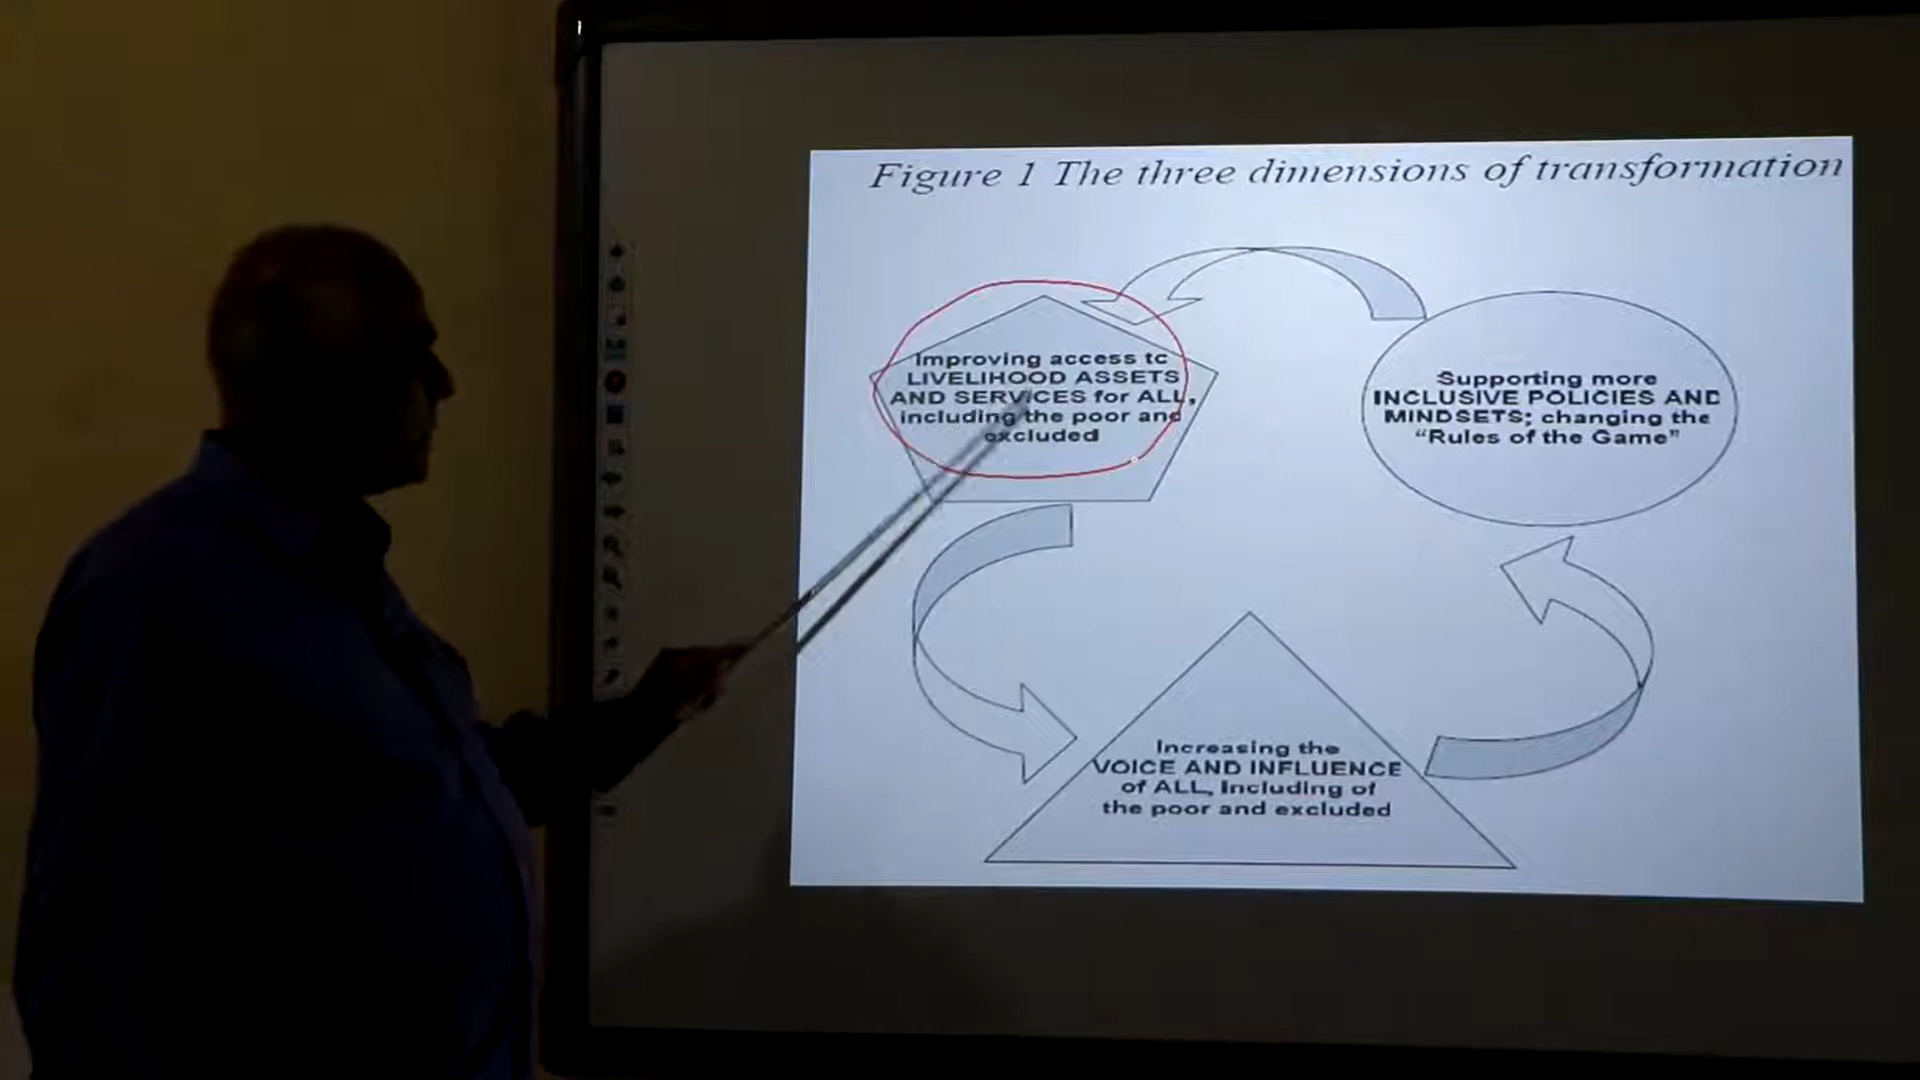 Figure 1 The three dimensions of transformation
Improving access to
LIVELIHOOD ASSETS
AND SERVICES for ALL,
including the poor and
excluded
Supporting more
INCLUSIVE POLICIES AND
MINDSETS; changing the
“Rules of the Game”
Increasing the
VOICE AND INFLUENCE
of ALL, Including of
the poor and excluded